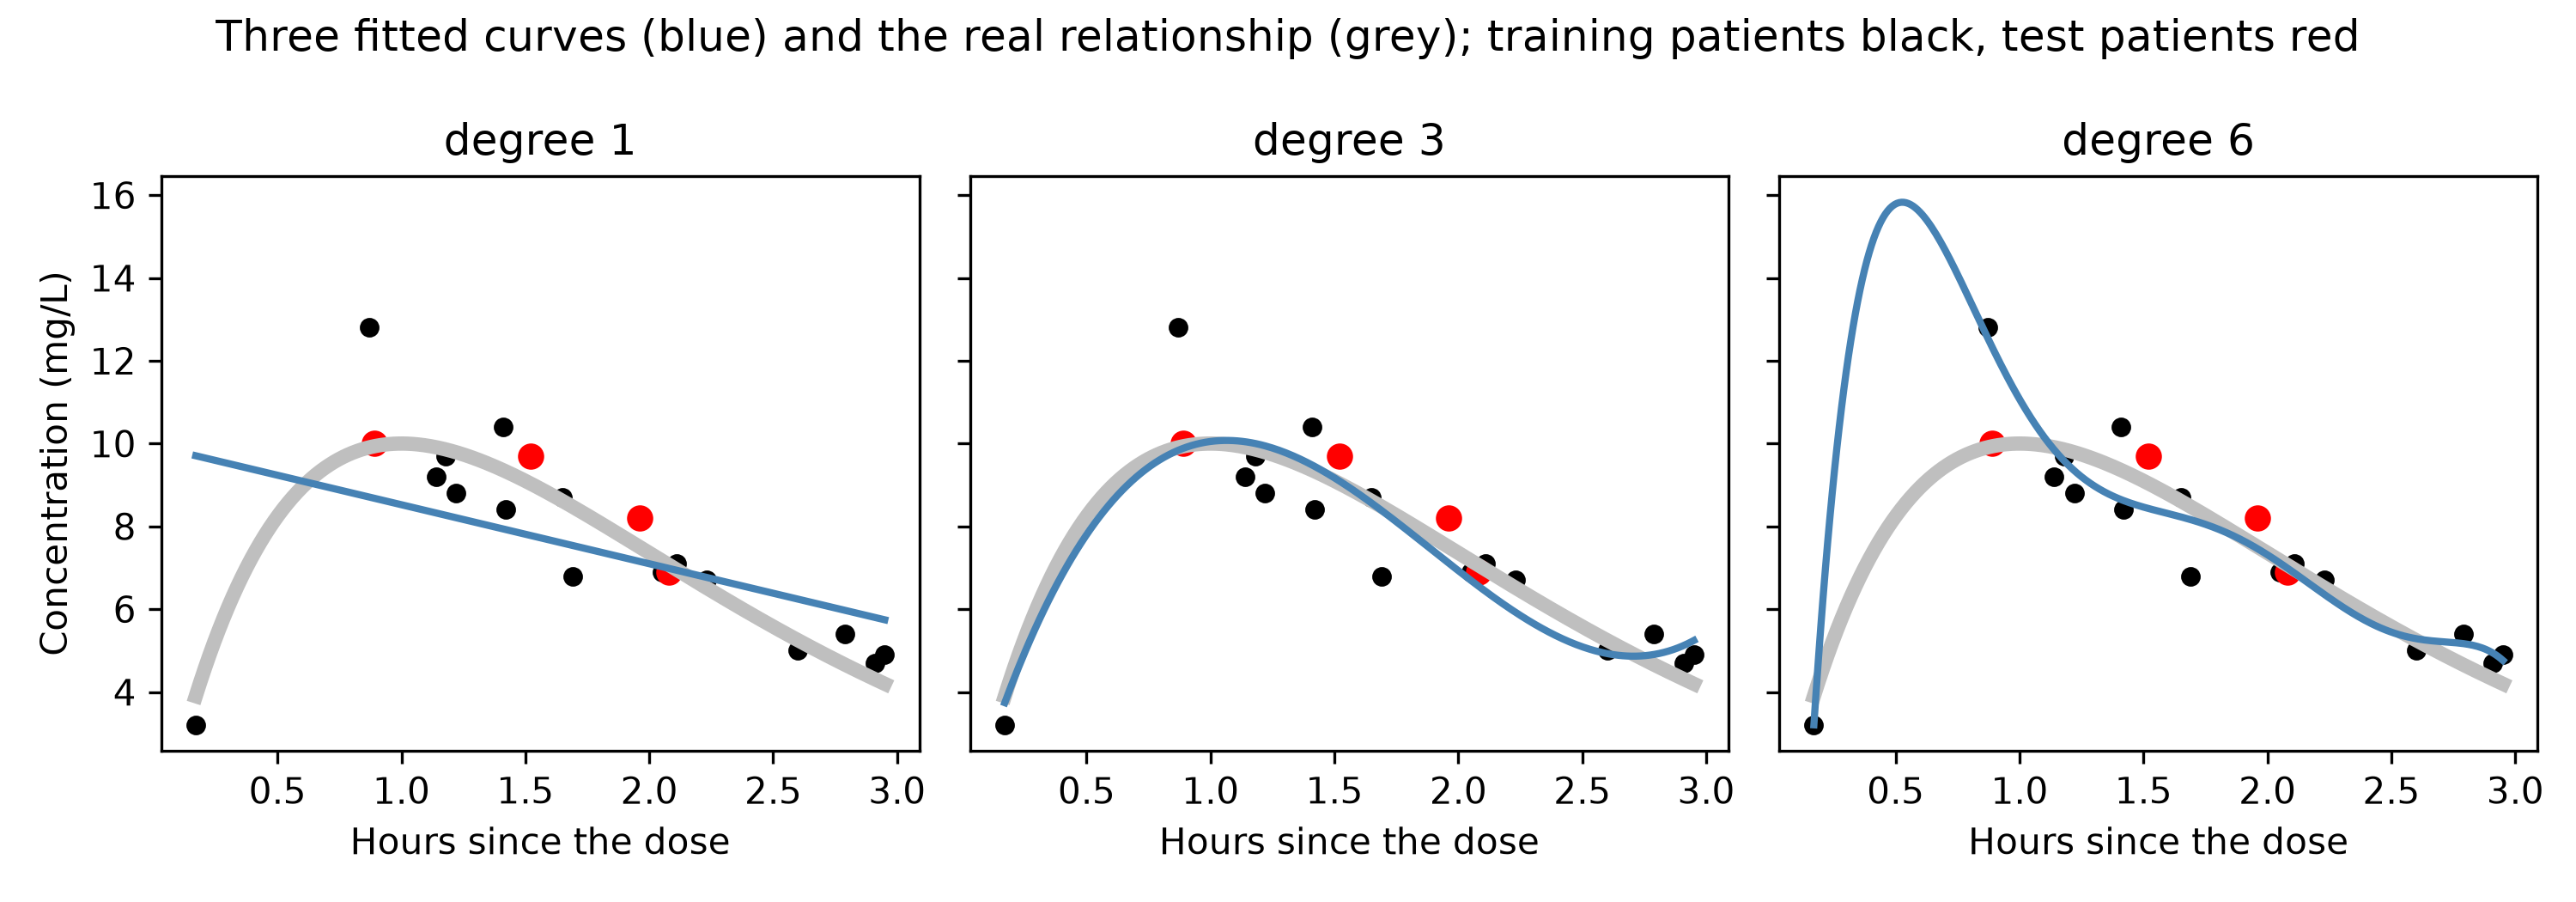 Three fitted curves (blue) and the real relationship (grey); training patients black, test patients red
degree 1
degree 3
degree 6
Concentration (mg/L)
16
14
12
10
8
6
4
0.5 1.0 1.5 2.0 2.5 3.0
0.5 1.0 1.5 2.0 2.5 3.0
0.5 1.0 1.5 2.0 2.5 3.0
Hours since the dose
Hours since the dose
Hours since the dose